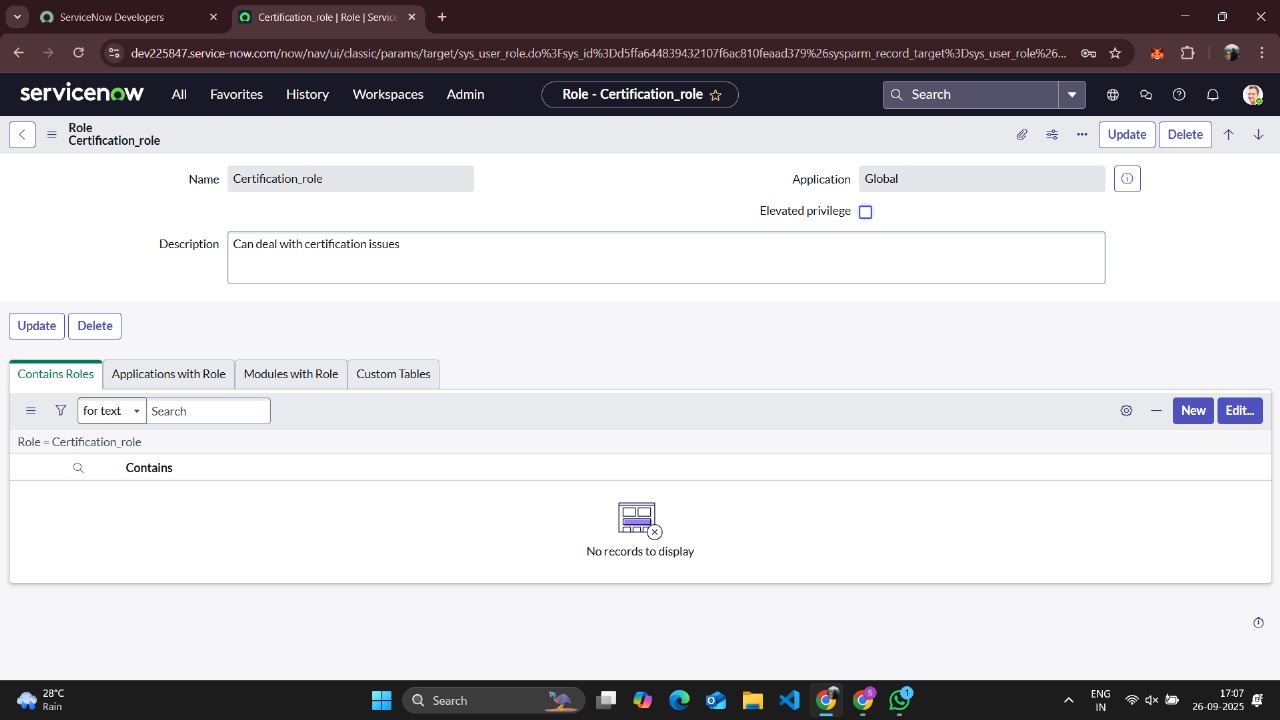 ServiceNow Developers
Certification_role | Role | Service
dev225847.service-now.com/now/nav/ui/classic/params/target/sys_user_role.do%3Fsys_id%3Dd5ffa644839432107f6ac810feaad379%26sysparm_record_target%3Dsys_user_role%26...
servicenow
All
Favorites
History
Workspaces
Admin
Role - Certification_role
Search
Role
Certification_role
Update
Delete
Name
Certification_role
Application
Global
Elevated privilege
Description
Can deal with certification issues
Update
Delete
Contains Roles
Applications with Role
Modules with Role
Custom Tables
for text
Search
New
Edit...
Role = Certification_role
Contains
No records to display
28°C
Rain
Search
S
1
ENG
IN
17:07
26-09-2025